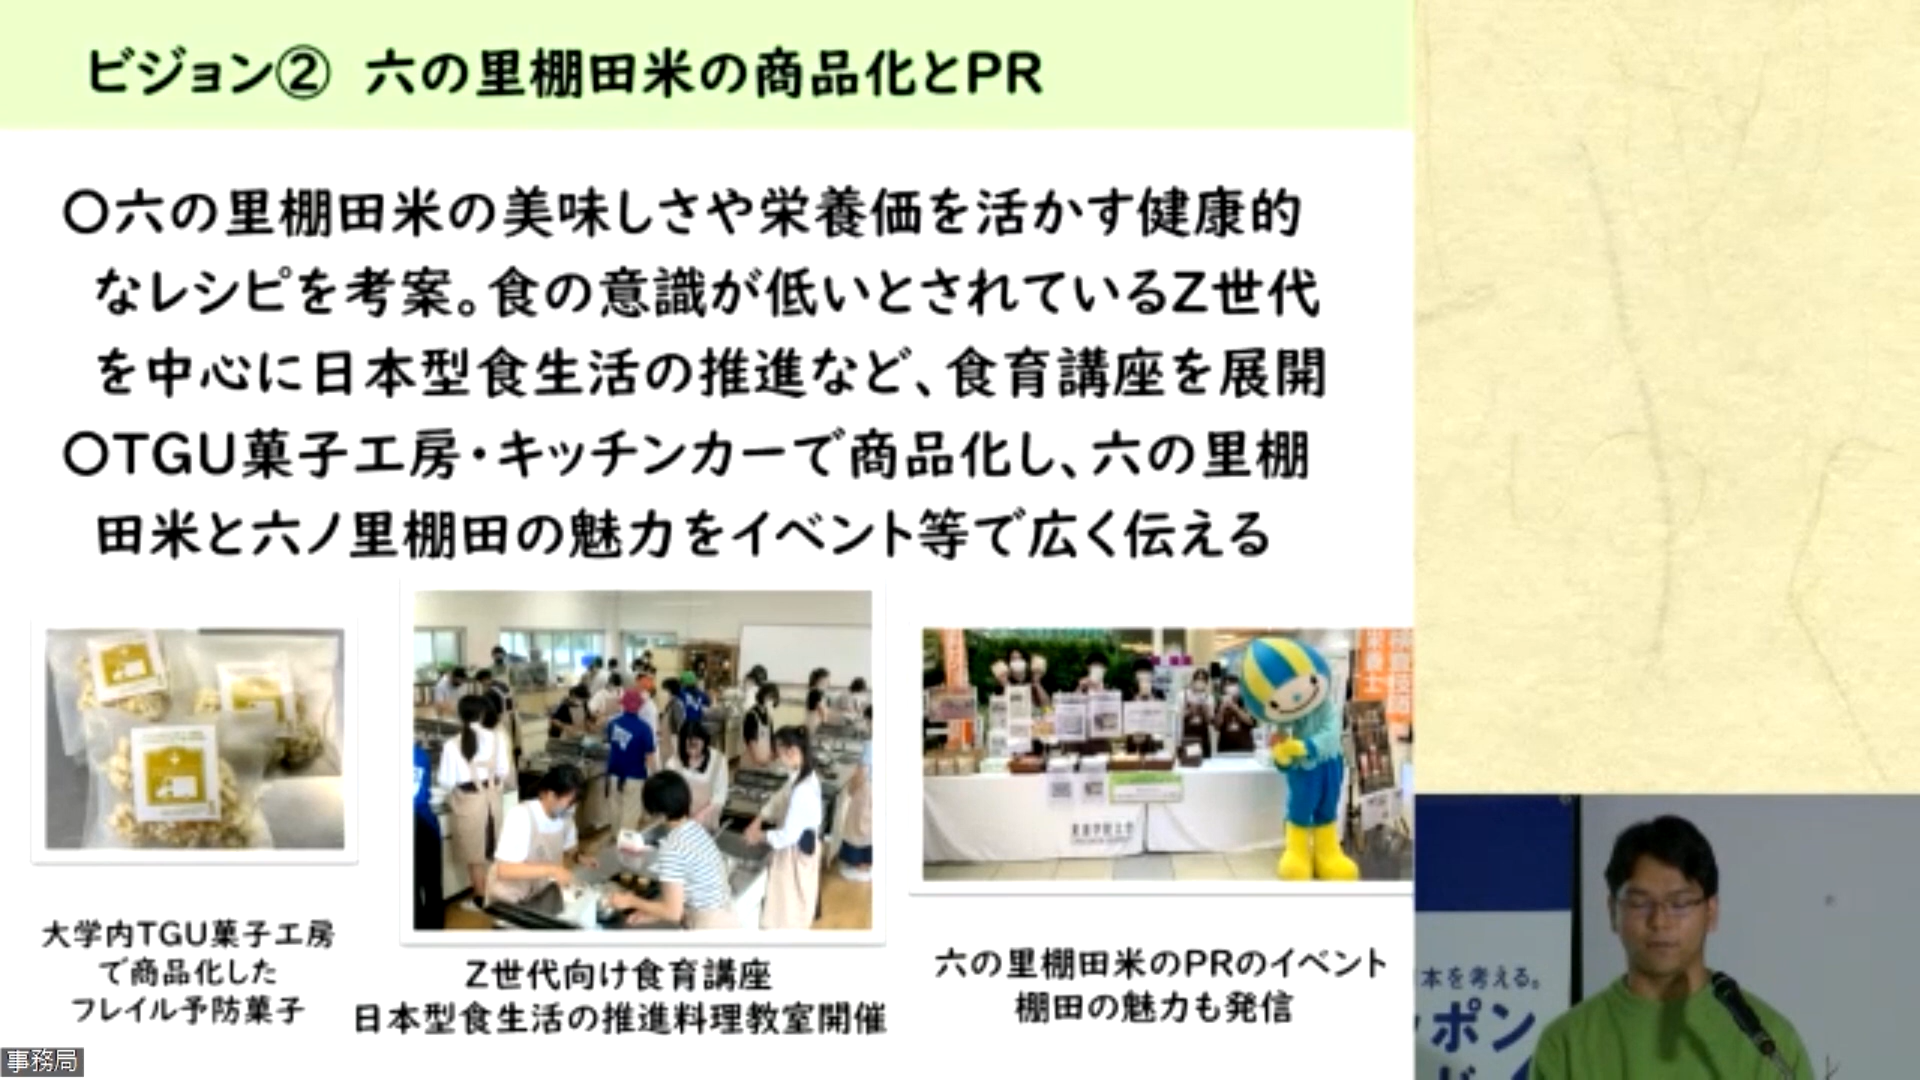 ビジョン② 六の里棚田米の商品化とPR
〇六の里棚田米の美味しさや栄養価を活かす健康的
なレシピを考案。食の意識が低いとされているZ世代
を中心に日本型食生活の推進など、食育講座を展開
〇TGU菓子工房・キッチンカーで商品化し、六の里棚
田米と六ノ里棚田の魅力をイベント等で広く伝える
大学内TGU菓子工房
で商品化した
フレイル予防菓子
Z世代向け食育講座
日本型食生活の推進料理教室開催
六の里棚田米のPRのイベント
棚田の魅力も発信
本を考える。
ポン
事務局